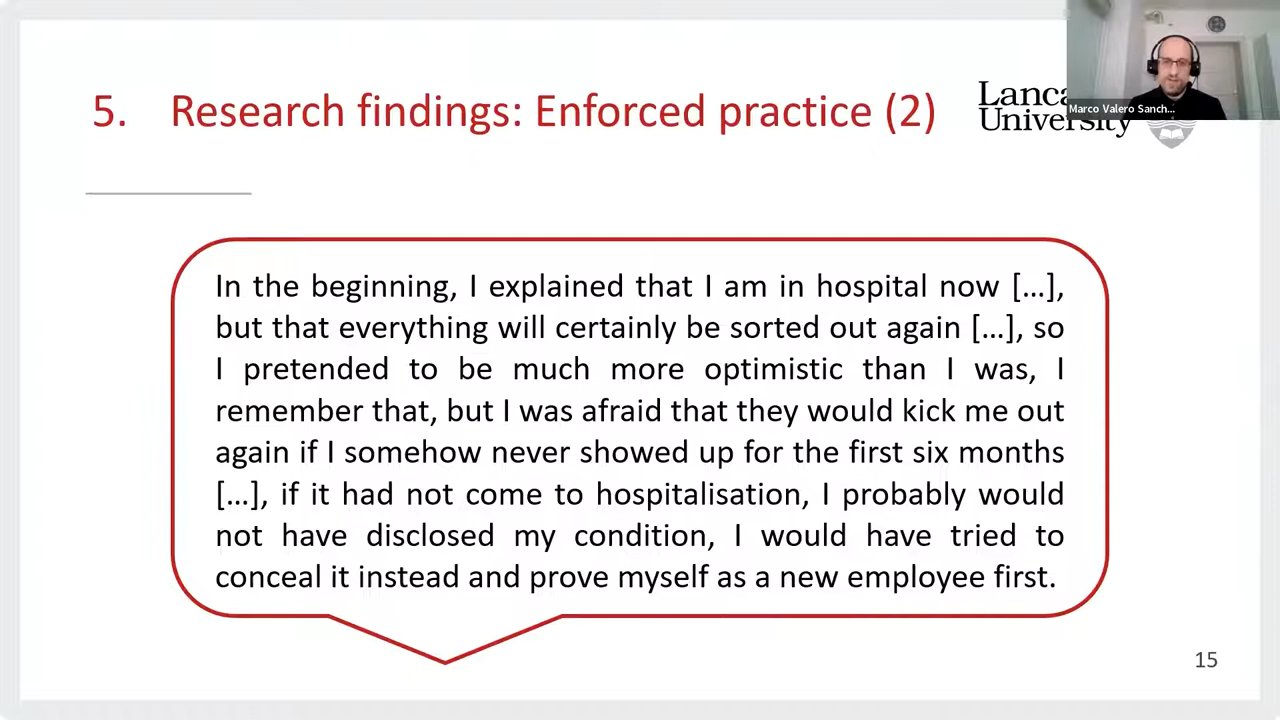 5. Research findings: Enforced practice (2)
Lanca
University
Marco Valero Sanch...
In the beginning, I explained that I am in hospital now [...],
but that everything will certainly be sorted out again [...], so
I pretended to be much more optimistic than I was, I
remember that, but I was afraid that they would kick me out
again if I somehow never showed up for the first six months
[...], if it had not come to hospitalisation, I probably would
not have disclosed my condition, I would have tried to
conceal it instead and prove myself as a new employee first.
15